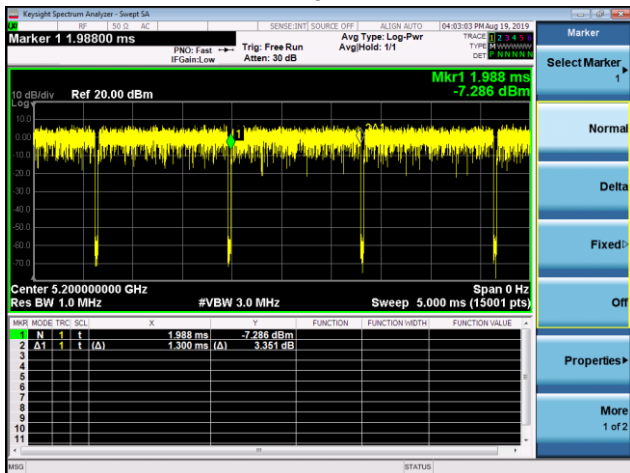 Keysight Spectrum Analyzer - Swept SA
RF 50 Ω AC SENSE:INT SOURCE OFF ALIGN AUTO 04:03:03 PM Aug 19, 2019
Marker 1 1.98800 ms
PNO: Fast Trig: Free Run Avg Type: Log-Pwr TRACE 1 2 3 4 5 6
IFGain:Low Atten: 30 dB Avg|Hold: 1/1 TYPE M WWWWW
DET P N N N N N
Mkr1 1.988 ms
10 dB/div Ref 20.00 dBm -7.286 dBm
Log
10.0
0.00
-10.0
-20.0
-30.0
-40.0
-50.0
-60.0
-70.0
1
2Δ1
Center 5.200000000 GHz Span 0 Hz
Res BW 1.0 MHz #VBW 3.0 MHz Sweep 5.000 ms (15001 pts)
MKR MODE TRC SCL X Y FUNCTION FUNCTION WIDTH FUNCTION VALUE
1 N 1 t 1.988 ms -7.286 dBm
2 Δ1 1 t (Δ) 1.300 ms (Δ) 3.351 dB
3
4
5
6
7
8
9
10
11
MSG STATUS
Marker
Select Marker
1
Normal
Delta
Fixed
Off
Properties
More
1 of 2